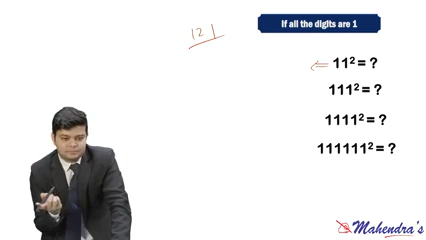 If all the digits are 1
121
11² = ?
111² = ?
1111² = ?
111111² = ?
Mahendra's